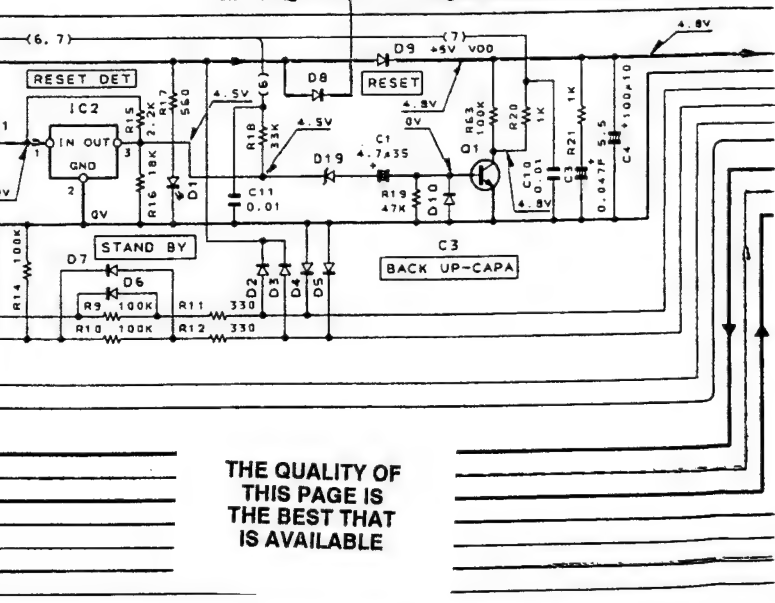 (6, 7)
(7)
4.8V
D9
+5V VDD
RESET DET
D8
RESET
(6)
IC2
R17
560
4.5V
4.8V
0V
R15
2.2K
R18
33K
4.5V
R63
100K
R20
1K
R21
1K
5.5
+100µ10
1
IN OUT
3
GND
2
C1
4.7µ35
Q1
D19
R16 18K
D1
C11
0.01
R19
47K
D10
C10
0.01
C3
0.047F
C4
4.8V
0V
STAND BY
C3
BACK UP-CAPA
R14 100K
D7
D6
D2
D3
D4
D5
R9 100K R11 330
R10 100K R12 330
THE QUALITY OF
THIS PAGE IS
THE BEST THAT
IS AVAILABLE